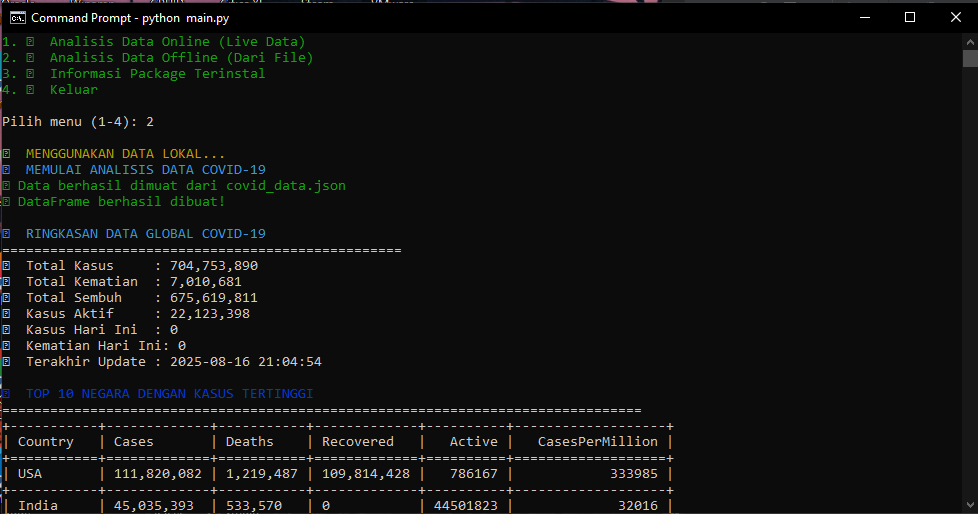 Command Prompt - python main.py
1. Analisis Data Online (Live Data)
2. Analisis Data Offline (Dari File)
3. Informasi Package Terinstal
4. Keluar
Pilih menu (1-4): 2
MENGGUNAKAN DATA LOKAL...
MEMULAI ANALISIS DATA COVID-19
Data berhasil dimuat dari covid_data.json
DataFrame berhasil dibuat!
RINGKASAN DATA GLOBAL COVID-19
==================================================
Total Kasus : 704,753,890
Total Kematian : 7,010,681
Total Sembuh : 675,619,811
Kasus Aktif : 22,123,398
Kasus Hari Ini : 0
Kematian Hari Ini: 0
Terakhir Update : 2025-08-16 21:04:54
TOP 10 NEGARA DENGAN KASUS TERTINGGI
================================================================================
+-----------+-------------+-----------+-------------+----------+-------------------+
| Country | Cases | Deaths | Recovered | Active | CasesPerMillion |
+===========+=============+===========+=============+==========+===================+
| USA | 111,820,082 | 1,219,487 | 109,814,428 | 786167 | 333985 |
+-----------+-------------+-----------+-------------+----------+-------------------+
| India | 45,035,393 | 533,570 | 0 | 44501823 | 32016 |